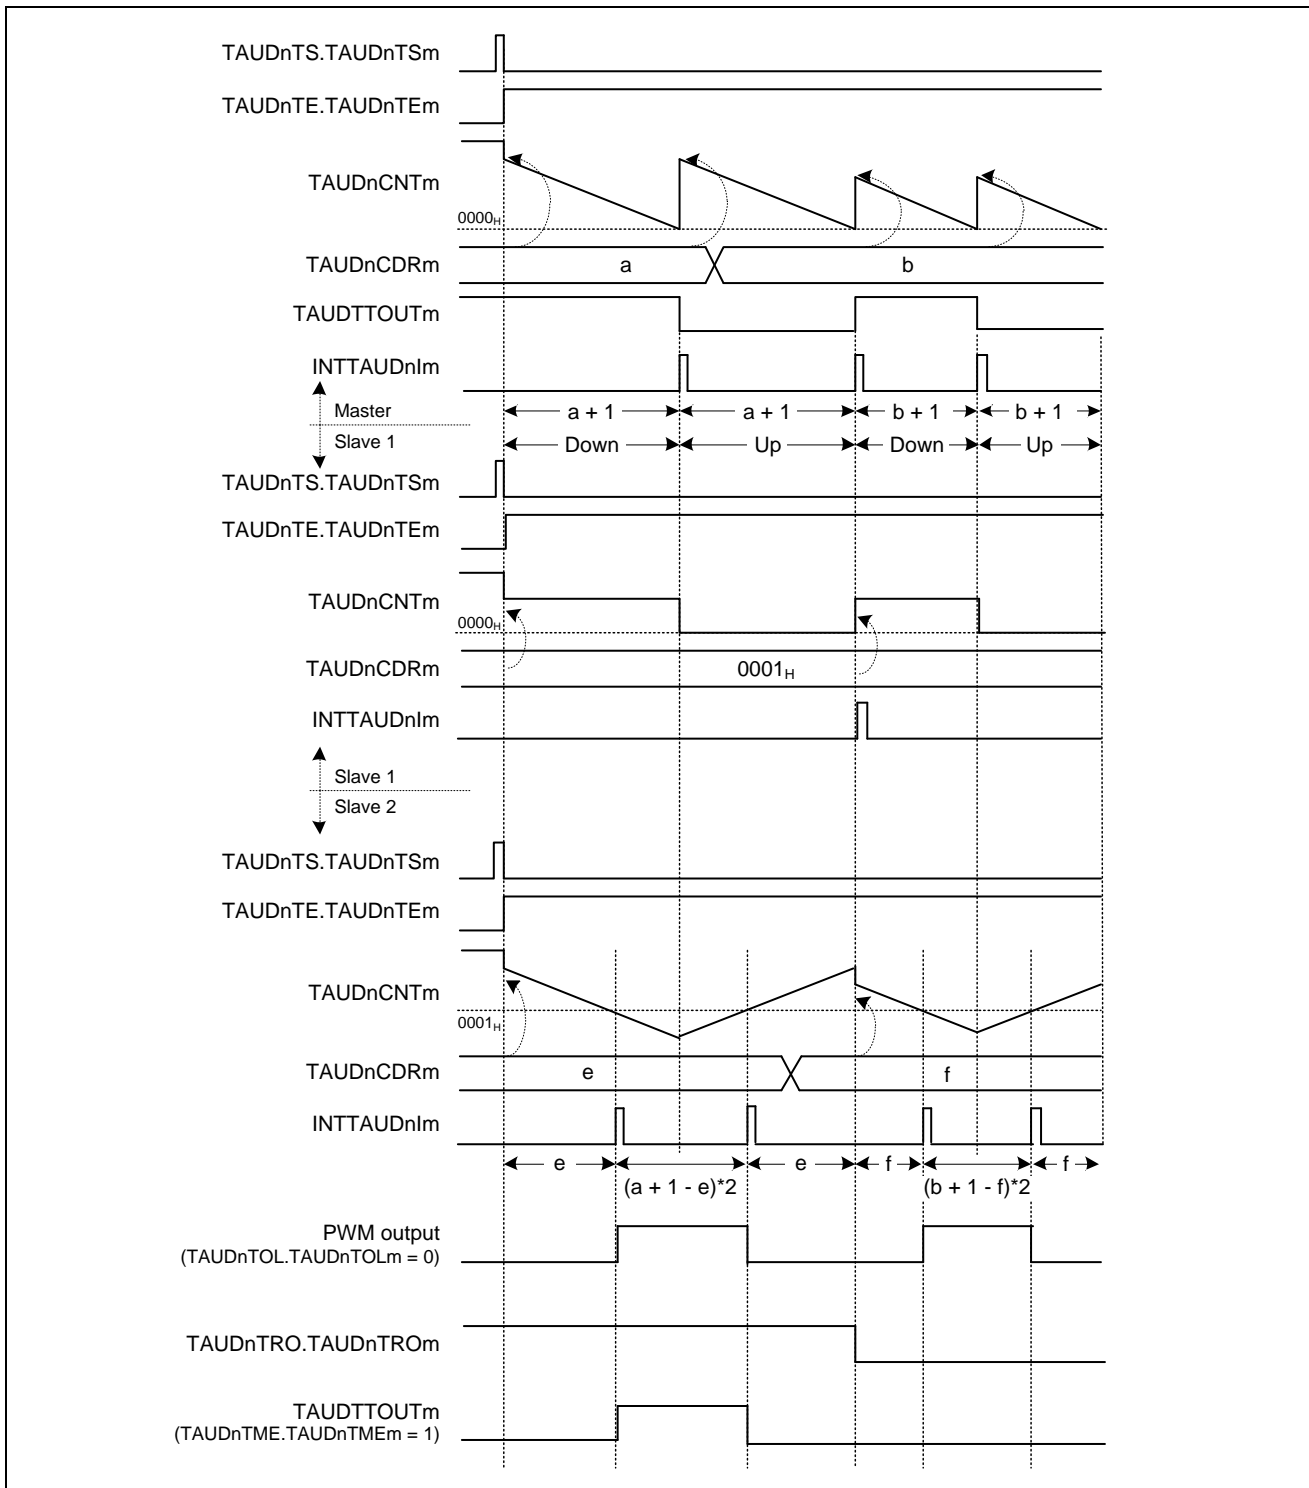 TAUDnTS.TAUDnTSm
TAUDnTE.TAUDnTEm
TAUDnCNTm
0000H
TAUDnCDRm a b
TAUDTTOUTm
INTTAUDnIm
Master a + 1 a + 1 b + 1 b + 1
Slave 1 Down Up Down Up
TAUDnTS.TAUDnTSm
TAUDnTE.TAUDnTEm
TAUDnCNTm
0000H
TAUDnCDRm 0001H
INTTAUDnIm
Slave 1
Slave 2
TAUDnTS.TAUDnTSm
TAUDnTE.TAUDnTEm
TAUDnCNTm
0001H
TAUDnCDRm e f
INTTAUDnIm
e e f f
(a + 1 - e)*2 (b + 1 - f)*2
PWM output
(TAUDnTOL.TAUDnTOLm = 0)
TAUDnTRO.TAUDnTROm
TAUDTTOUTm
(TAUDnTME.TAUDnTMEm = 1)